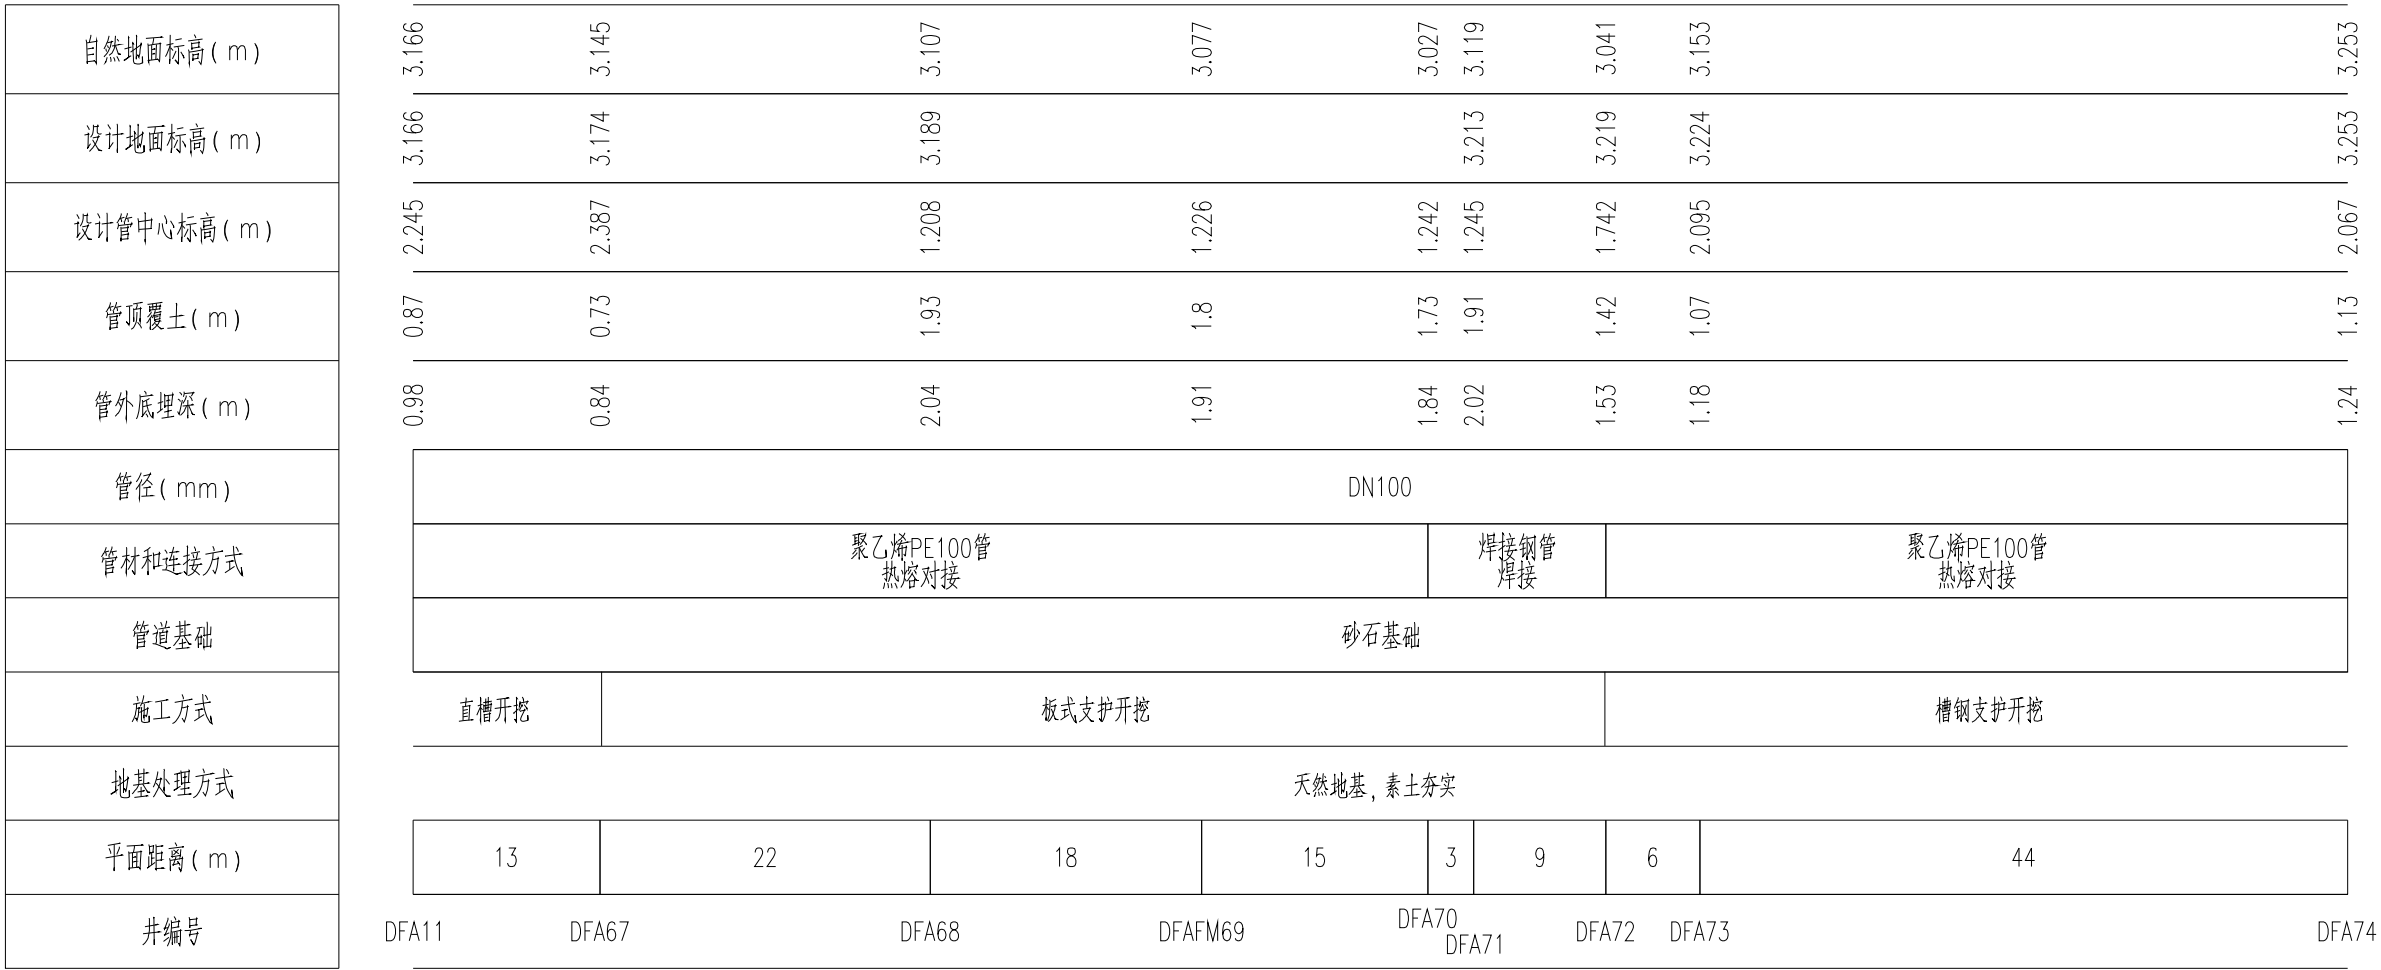 自然地面标高(m) 3.166 3.145 3.107 3.077 3.027 3.119 3.041 3.153 3.253
设计地面标高(m) 3.166 3.174 3.189 3.213 3.219 3.224 3.253
设计管中心标高(m) 2.245 2.387 1.208 1.226 1.242 1.245 1.742 2.095 2.067
管顶覆土(m) 0.87 0.73 1.93 1.8 1.73 1.91 1.42 1.07 1.13
管外底埋深(m) 0.98 0.84 2.04 1.91 1.84 2.02 1.53 1.18 1.24
管径(mm) DN100
管材和连接方式 聚乙烯PE100管 焊接钢管 聚乙烯PE100管
热熔对接 焊接 热熔对接
管道基础 砂石基础
施工方式 直槽开挖 板式支护开挖 槽钢支护开挖
地基处理方式 天然地基,素土夯实
平面距离(m) 13 22 18 15 3 9 6 44
井编号 DFA11 DFA67 DFA68 DFAFM69 DFA70 DFA71 DFA72 DFA73 DFA74